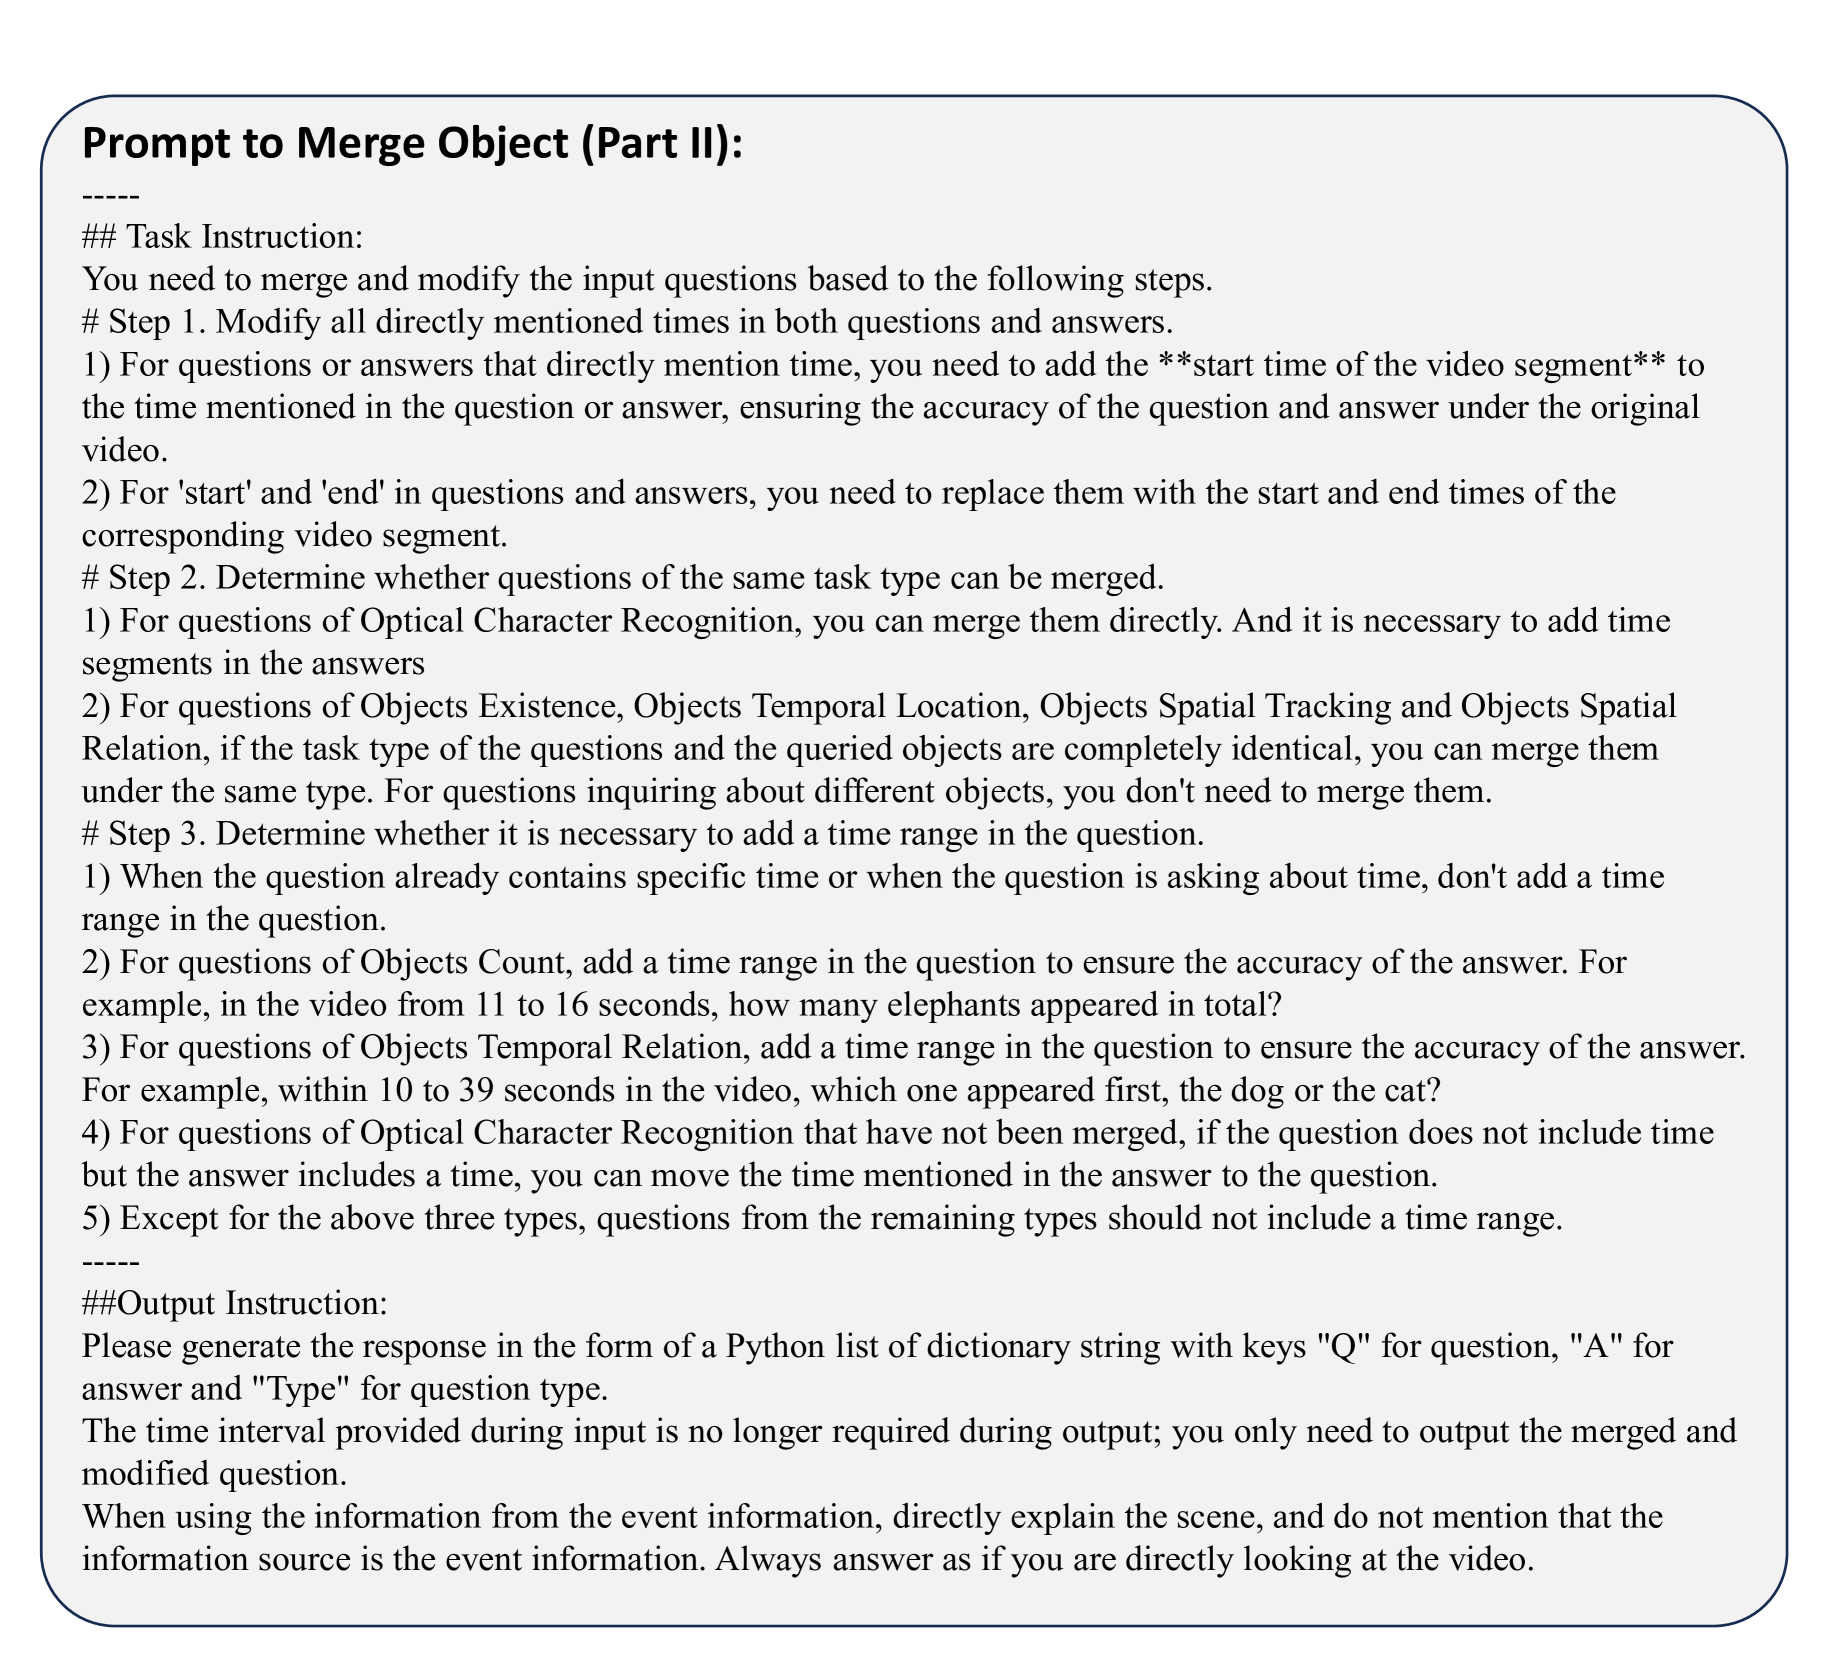 Prompt to Merge Object (Part II):
-----
## Task Instruction:
You need to merge and modify the input questions based to the following steps.
# Step 1. Modify all directly mentioned times in both questions and answers.
1) For questions or answers that directly mention time, you need to add the **start time of the video segment** to
the time mentioned in the question or answer, ensuring the accuracy of the question and answer under the original
video.
2) For 'start' and 'end' in questions and answers, you need to replace them with the start and end times of the
corresponding video segment.
# Step 2. Determine whether questions of the same task type can be merged.
1) For questions of Optical Character Recognition, you can merge them directly. And it is necessary to add time
segments in the answers
2) For questions of Objects Existence, Objects Temporal Location, Objects Spatial Tracking and Objects Spatial
Relation, if the task type of the questions and the queried objects are completely identical, you can merge them
under the same type. For questions inquiring about different objects, you don't need to merge them.
# Step 3. Determine whether it is necessary to add a time range in the question.
1) When the question already contains specific time or when the question is asking about time, don't add a time
range in the question.
2) For questions of Objects Count, add a time range in the question to ensure the accuracy of the answer. For
example, in the video from 11 to 16 seconds, how many elephants appeared in total?
3) For questions of Objects Temporal Relation, add a time range in the question to ensure the accuracy of the answer.
For example, within 10 to 39 seconds in the video, which one appeared first, the dog or the cat?
4) For questions of Optical Character Recognition that have not been merged, if the question does not include time
but the answer includes a time, you can move the time mentioned in the answer to the question.
5) Except for the above three types, questions from the remaining types should not include a time range.
-----
##Output Instruction:
Please generate the response in the form of a Python list of dictionary string with keys "Q" for question, "A" for
answer and "Type" for question type.
The time interval provided during input is no longer required during output; you only need to output the merged and
modified question.
When using the information from the event information, directly explain the scene, and do not mention that the
information source is the event information. Always answer as if you are directly looking at the video.